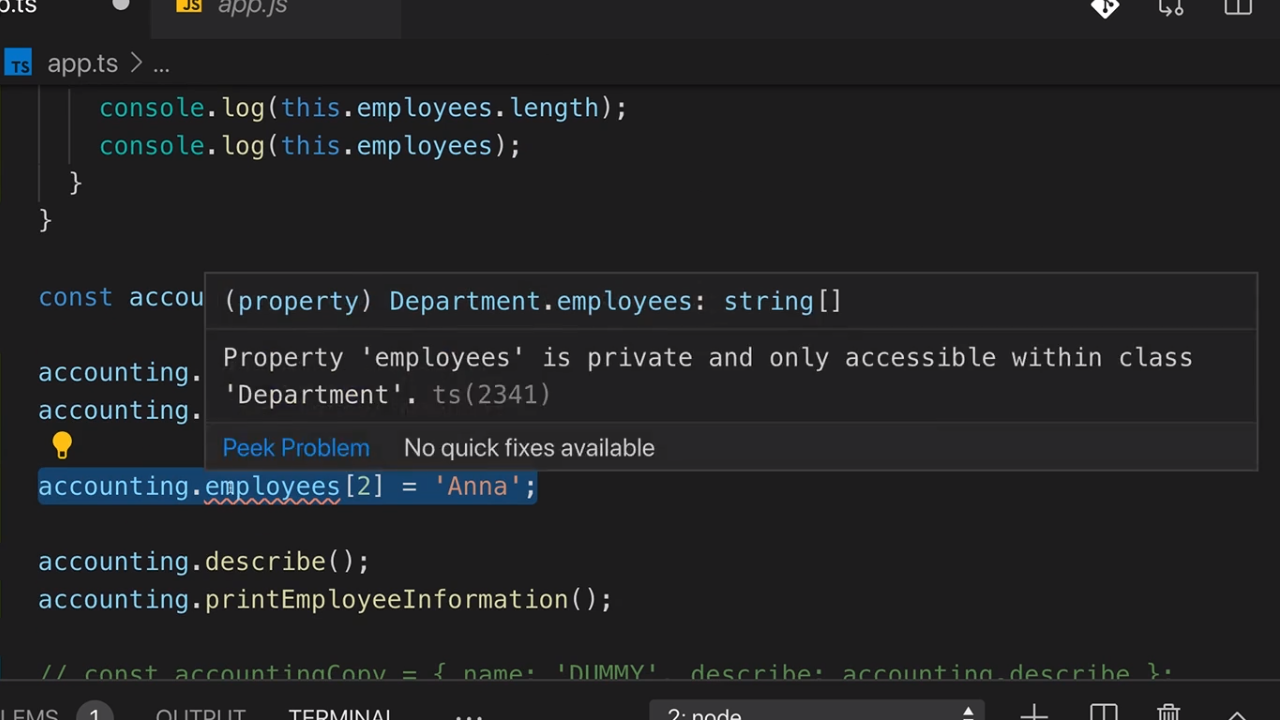 p.ts JS app.js
TS app.ts > ...
console.log(this.employees.length);
console.log(this.employees);
}
}
const accou
(property) Department.employees: string[]
Property 'employees' is private and only accessible within class
'Department'. ts(2341)
Peek Problem No quick fixes available
accounting.
accounting.
accounting.employees[2] = 'Anna';
accounting.describe();
accounting.printEmployeeInformation();
// const accountingCopy = { name: 'DUMMY', describe: accounting.describe };
LEMS 1 OUTPUT TERMINAL ... 2: node